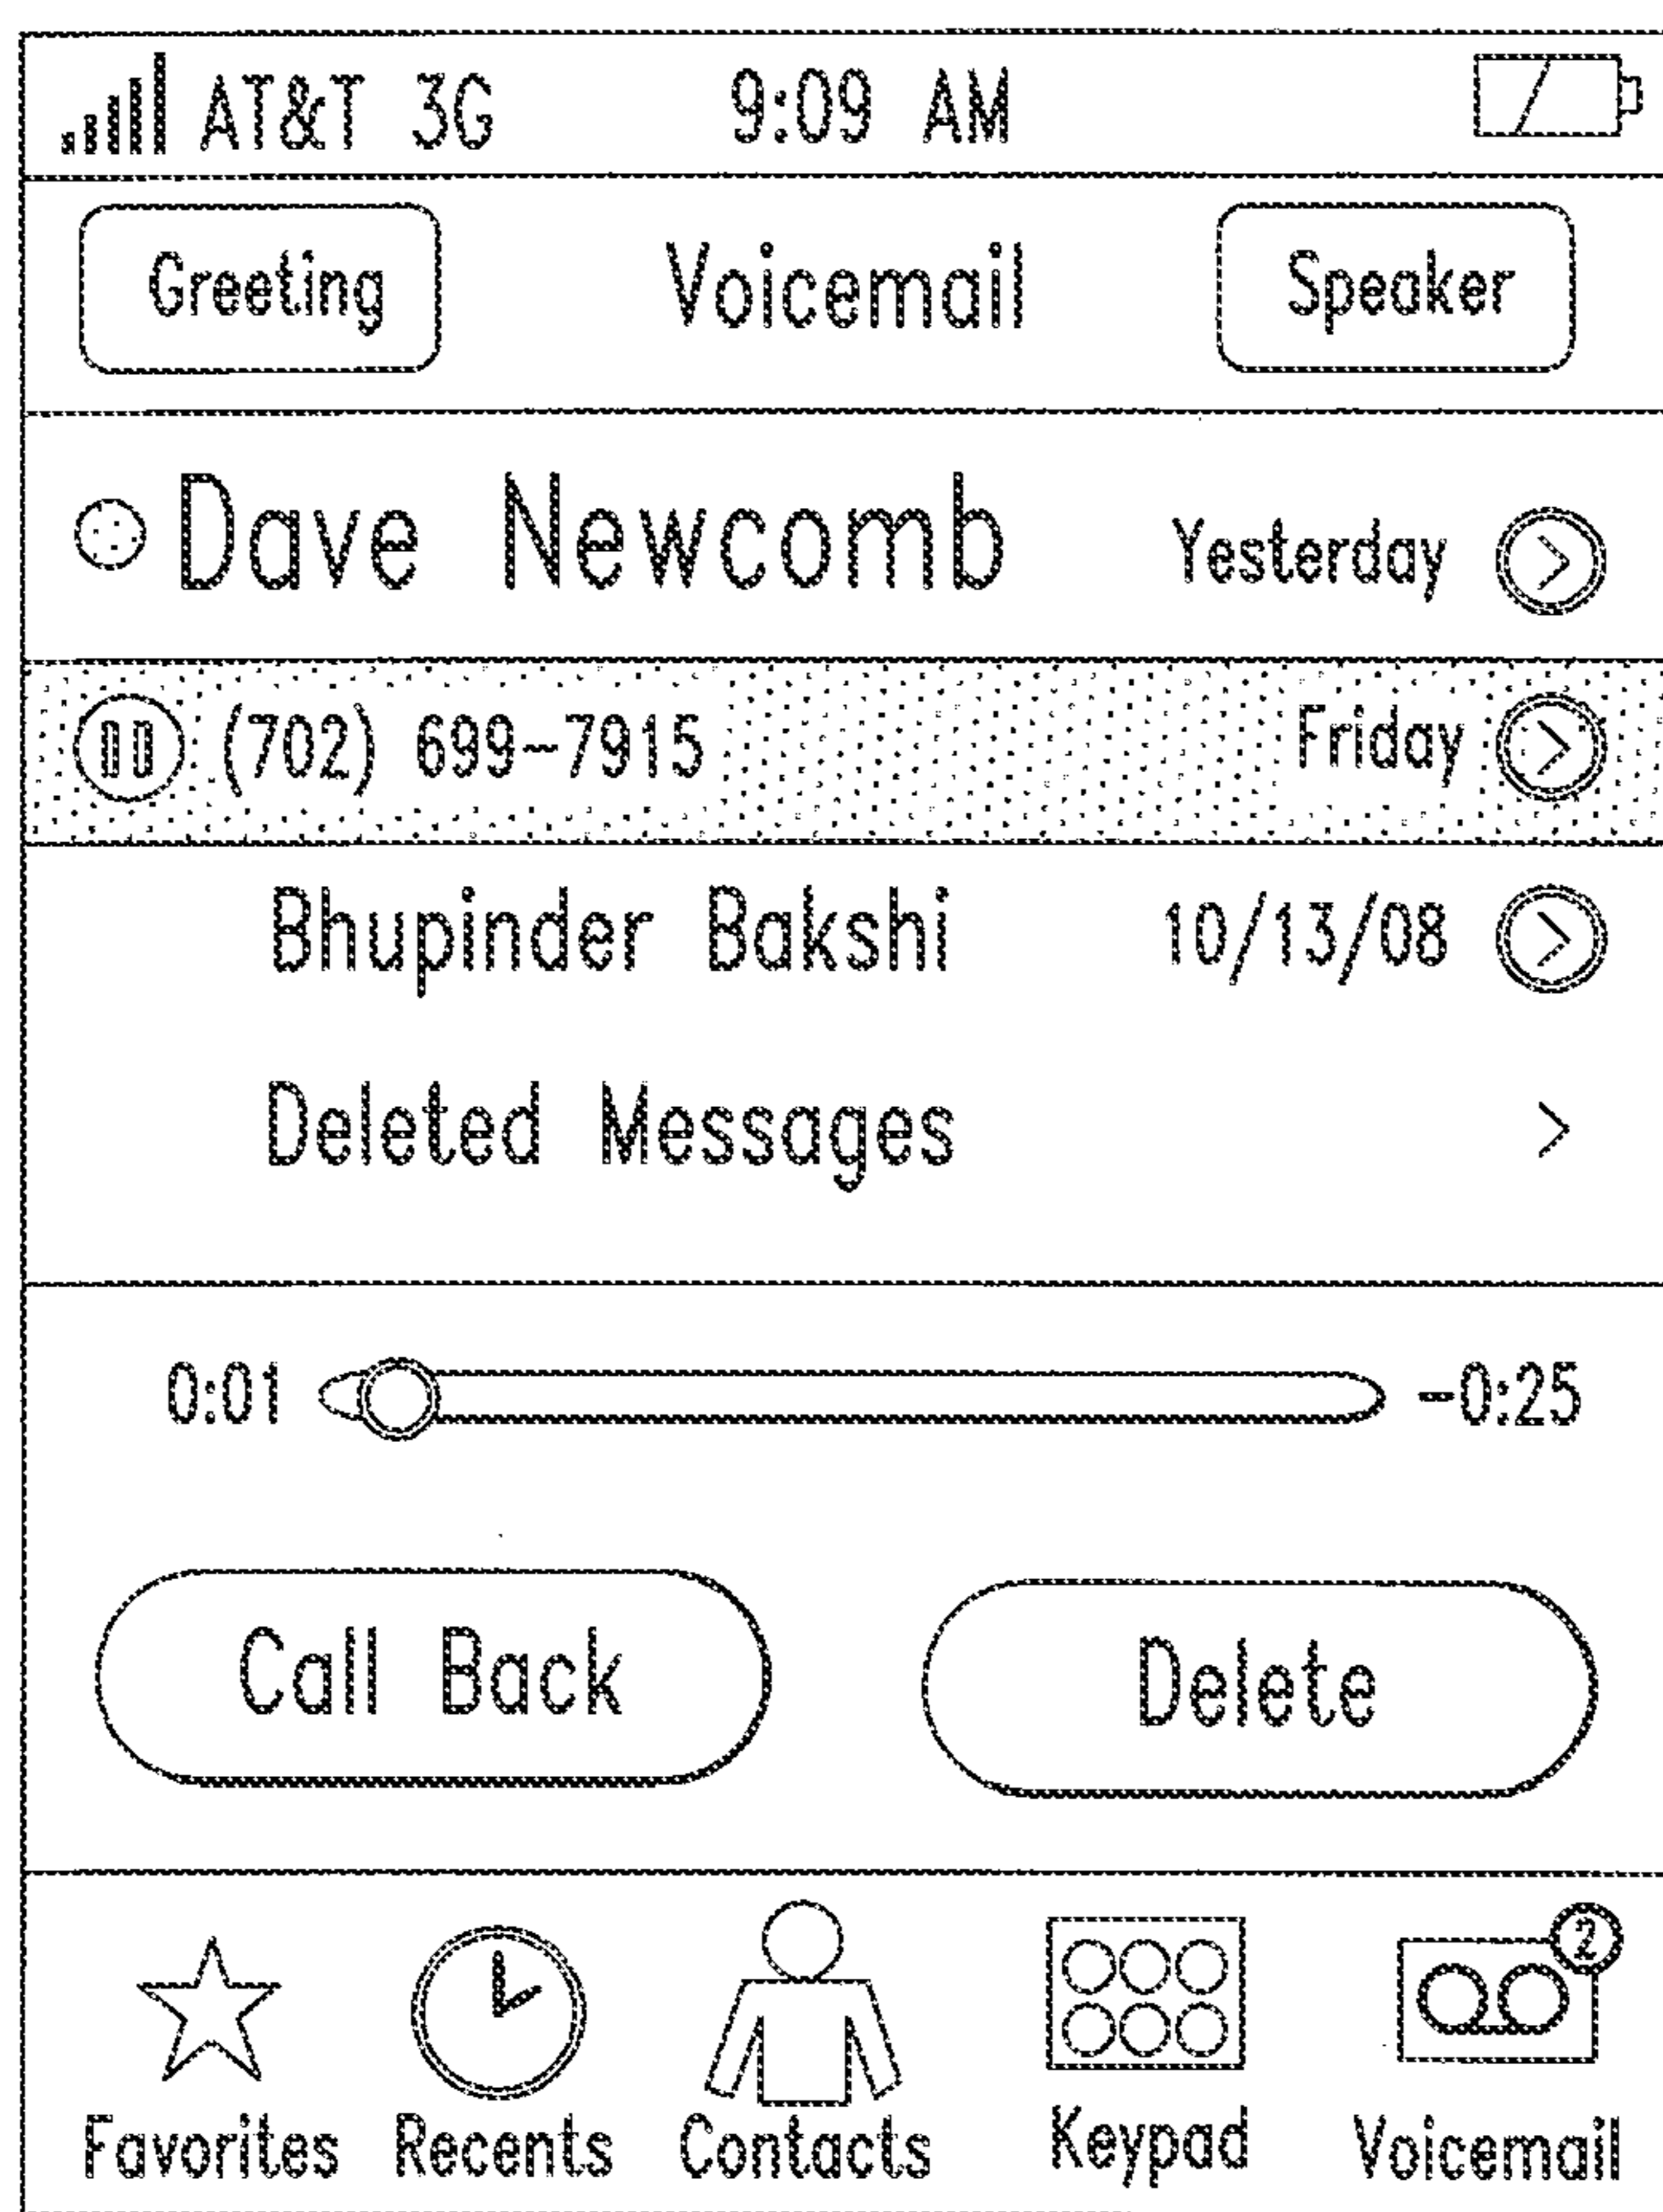 AT&T 3G 9:09 AM
Greeting Voicemail Speaker
Dave Newcomb Yesterday
(702) 699-7915 Friday
Bhupinder Bakshi 10/13/08
Deleted Messages >
0:01 -0:25
Call Back Delete
2
Favorites Recents Contacts Keypad Voicemail